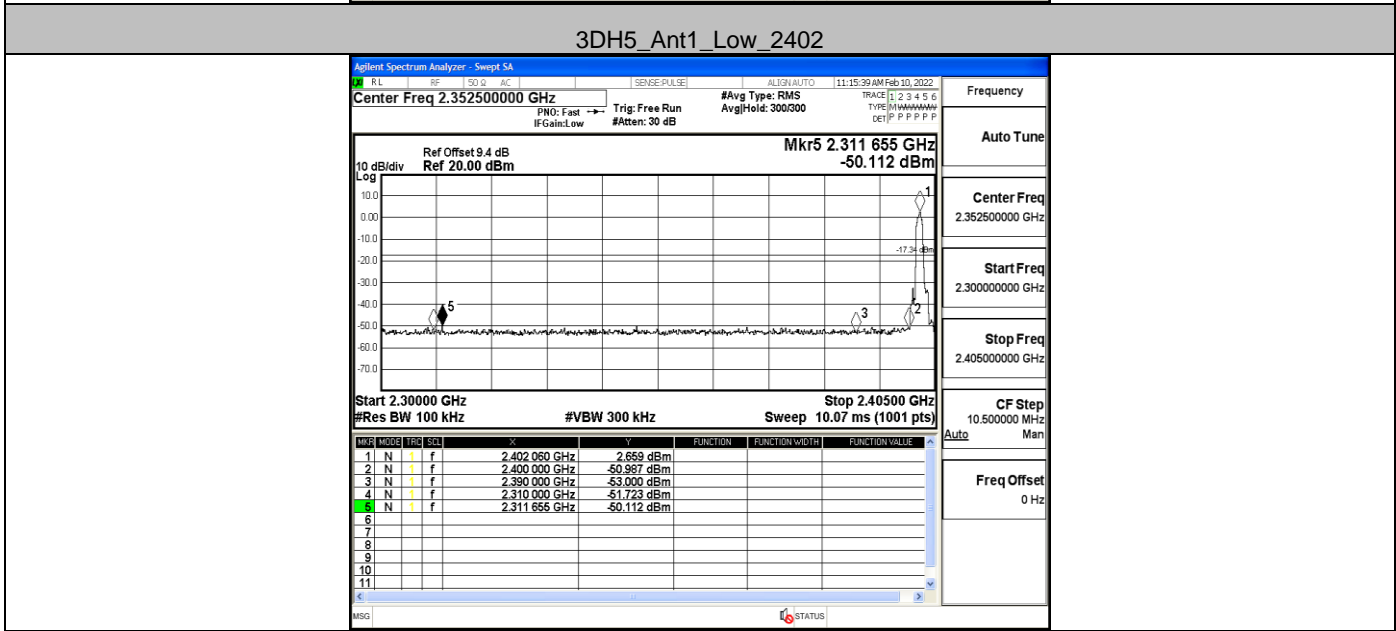 3DH5_Ant1_Low_2402
Agilent Spectrum Analyzer - Swept SA
RL RF 50 Ω AC SENSE:PULSE ALIGNAUTO 11:15:39 AM Feb 10, 2022
Center Freq 2.352500000 GHz
PNO: Fast
IFGain:Low
Trig: Free Run
#Atten: 30 dB
#Avg Type: RMS
Avg|Hold: 300/300
TRACE 1 2 3 4 5 6
TYPE M
DET P P P P P P
Mkr5 2.311 655 GHz
-50.112 dBm
Ref Offset 9.4 dB
10 dB/div Ref 20.00 dBm
Log
10.0
0.00
-10.0
-20.0
-30.0
-40.0
-50.0
-60.0
-70.0
1
-17.34 dBm
5
3
2
Start 2.30000 GHz Stop 2.40500 GHz
#Res BW 100 kHz #VBW 300 kHz Sweep 10.07 ms (1001 pts)
MKR MODE TRC SCL X Y FUNCTION FUNCTION WIDTH FUNCTION VALUE
1 N 1 f 2.402 060 GHz 2.659 dBm
2 N 1 f 2.400 000 GHz -50.987 dBm
3 N 1 f 2.390 000 GHz -53.000 dBm
4 N 1 f 2.310 000 GHz -51.723 dBm
5 N 1 f 2.311 655 GHz -50.112 dBm
6
7
8
9
10
11
MSG STATUS
Frequency
Auto Tune
Center Freq
2.352500000 GHz
Start Freq
2.300000000 GHz
Stop Freq
2.405000000 GHz
CF Step
10.500000 MHz
Auto Man
Freq Offset
0 Hz